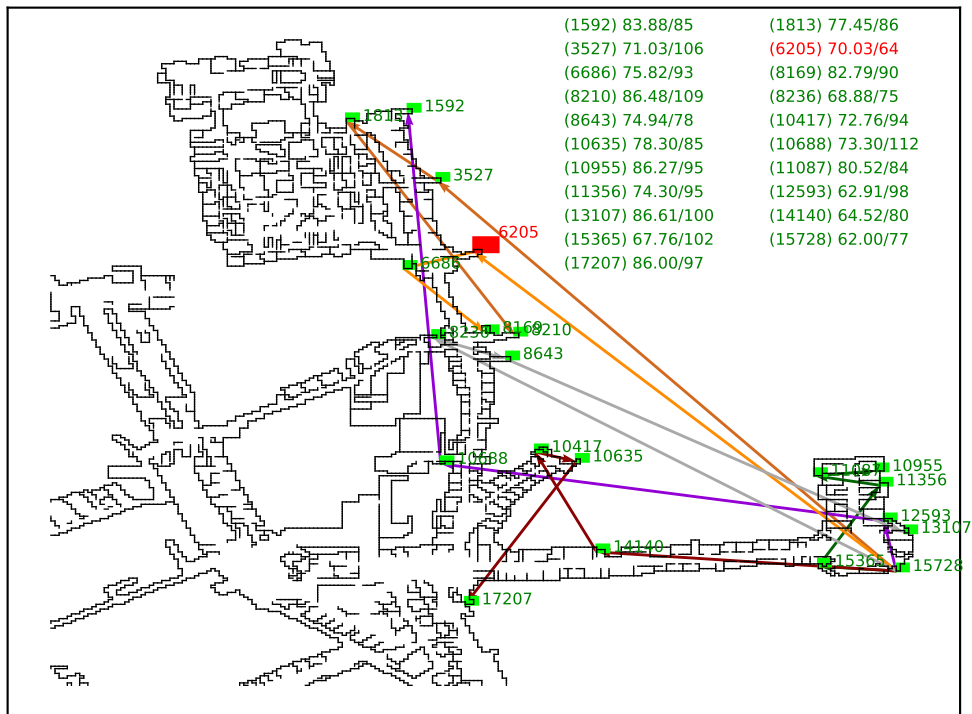 (1592) 83.88/85 (1813) 77.45/86
(3527) 71.03/106 (6205) 70.03/64
(6686) 75.82/93 (8169) 82.79/90
(8210) 86.48/109 (8236) 68.88/75
(8643) 74.94/78 (10417) 72.76/94
(10635) 78.30/85 (10688) 73.30/112
(10955) 86.27/95 (11087) 80.52/84
(11356) 74.30/95 (12593) 62.91/98
(13107) 86.61/100 (14140) 64.52/80
(15365) 67.76/102 (15728) 62.00/77
(17207) 86.00/97
1592
1813
3527
6205
6686
8169
8210
8236
8643
10417
10635
10688
10955
11087
11356
12593
13107
14140
15365
15728
17207